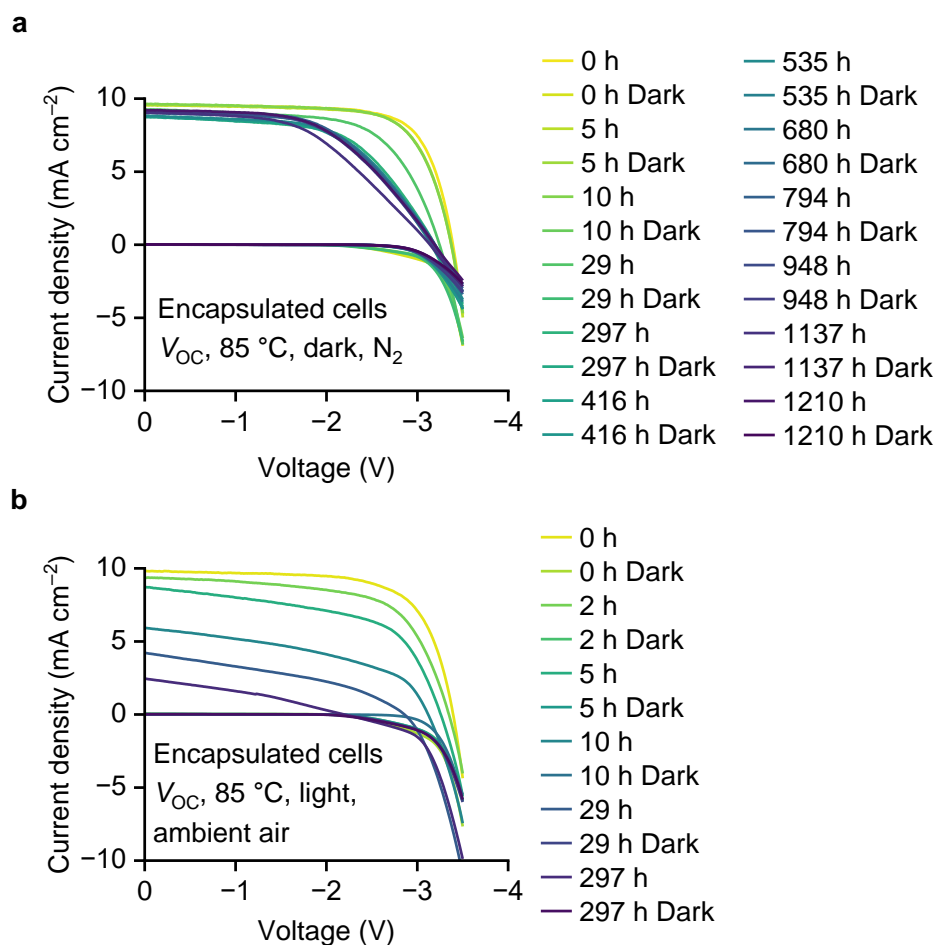 a
Current density (mA cm⁻²)
10
5
0
−5
−10
Encapsulated cells
V_OC, 85 °C, dark, N₂
0
−1
−2
−3
−4
Voltage (V)
0 h
0 h Dark
5 h
5 h Dark
10 h
10 h Dark
29 h
29 h Dark
297 h
297 h Dark
416 h
416 h Dark
535 h
535 h Dark
680 h
680 h Dark
794 h
794 h Dark
948 h
948 h Dark
1137 h
1137 h Dark
1210 h
1210 h Dark
b
Current density (mA cm⁻²)
10
5
0
−5
−10
Encapsulated cells
V_OC, 85 °C, light,
ambient air
0
−1
−2
−3
−4
Voltage (V)
0 h
0 h Dark
2 h
2 h Dark
5 h
5 h Dark
10 h
10 h Dark
29 h
29 h Dark
297 h
297 h Dark